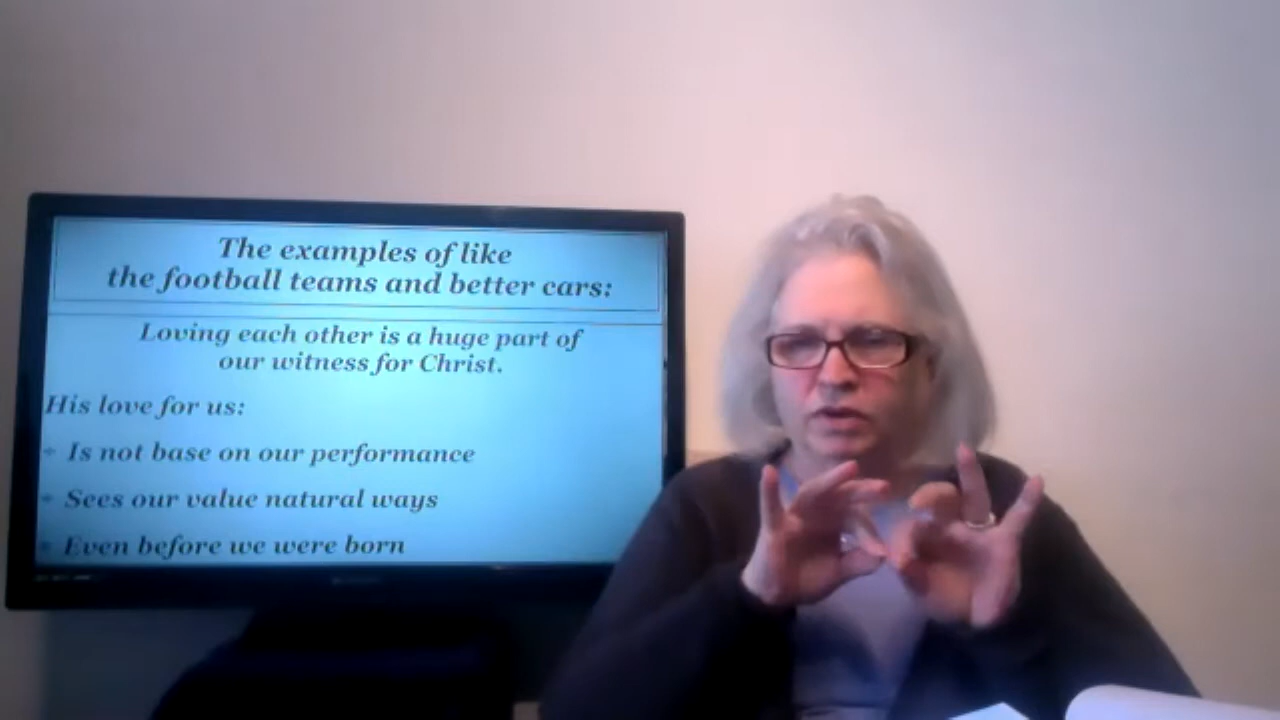 The examples of like
the football teams and better cars:
Loving each other is a huge part of
our witness for Christ.
His love for us:
Is not base on our performance
Sees our value natural ways
Even before we were born